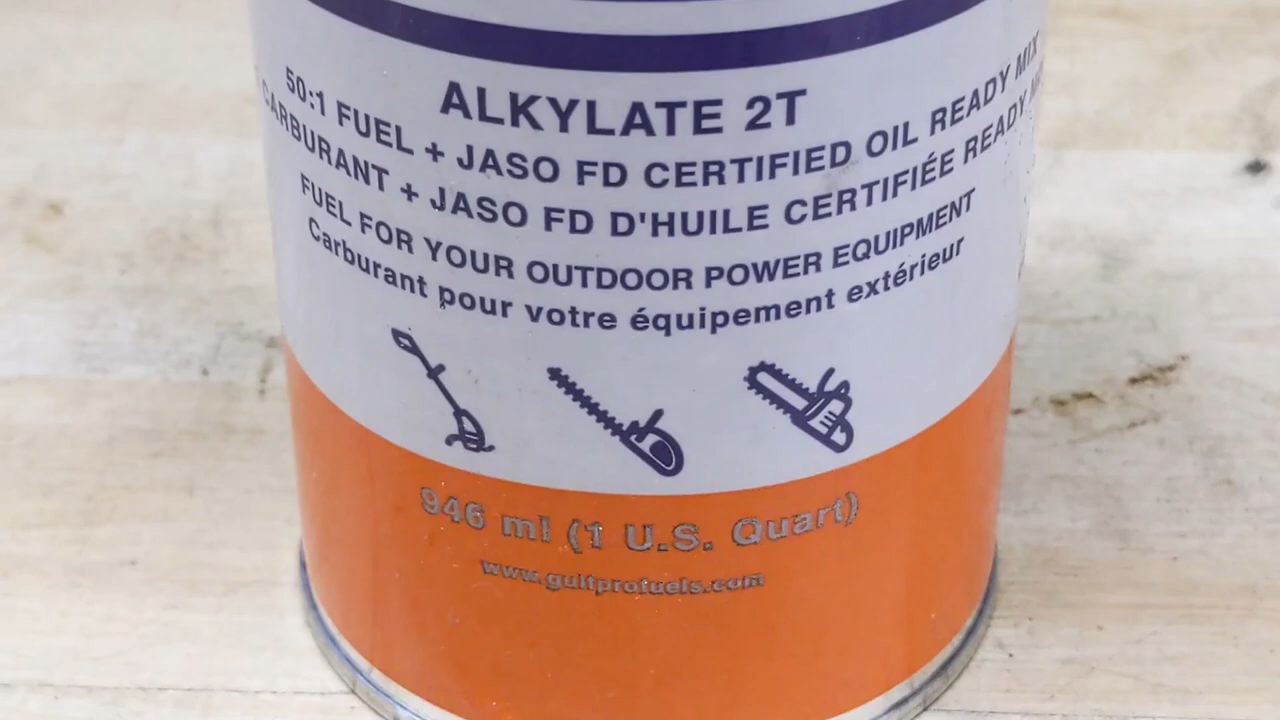 ALKYLATE 2T
50:1 FUEL + JASO FD CERTIFIED OIL READY MIX
CARBURANT + JASO FD D'HUILE CERTIFIÉE READY
FUEL FOR YOUR OUTDOOR POWER EQUIPMENT
Carburant pour votre équipement extérieur
946 ml (1 U.S. Quart)
www.gulfprofuels.com